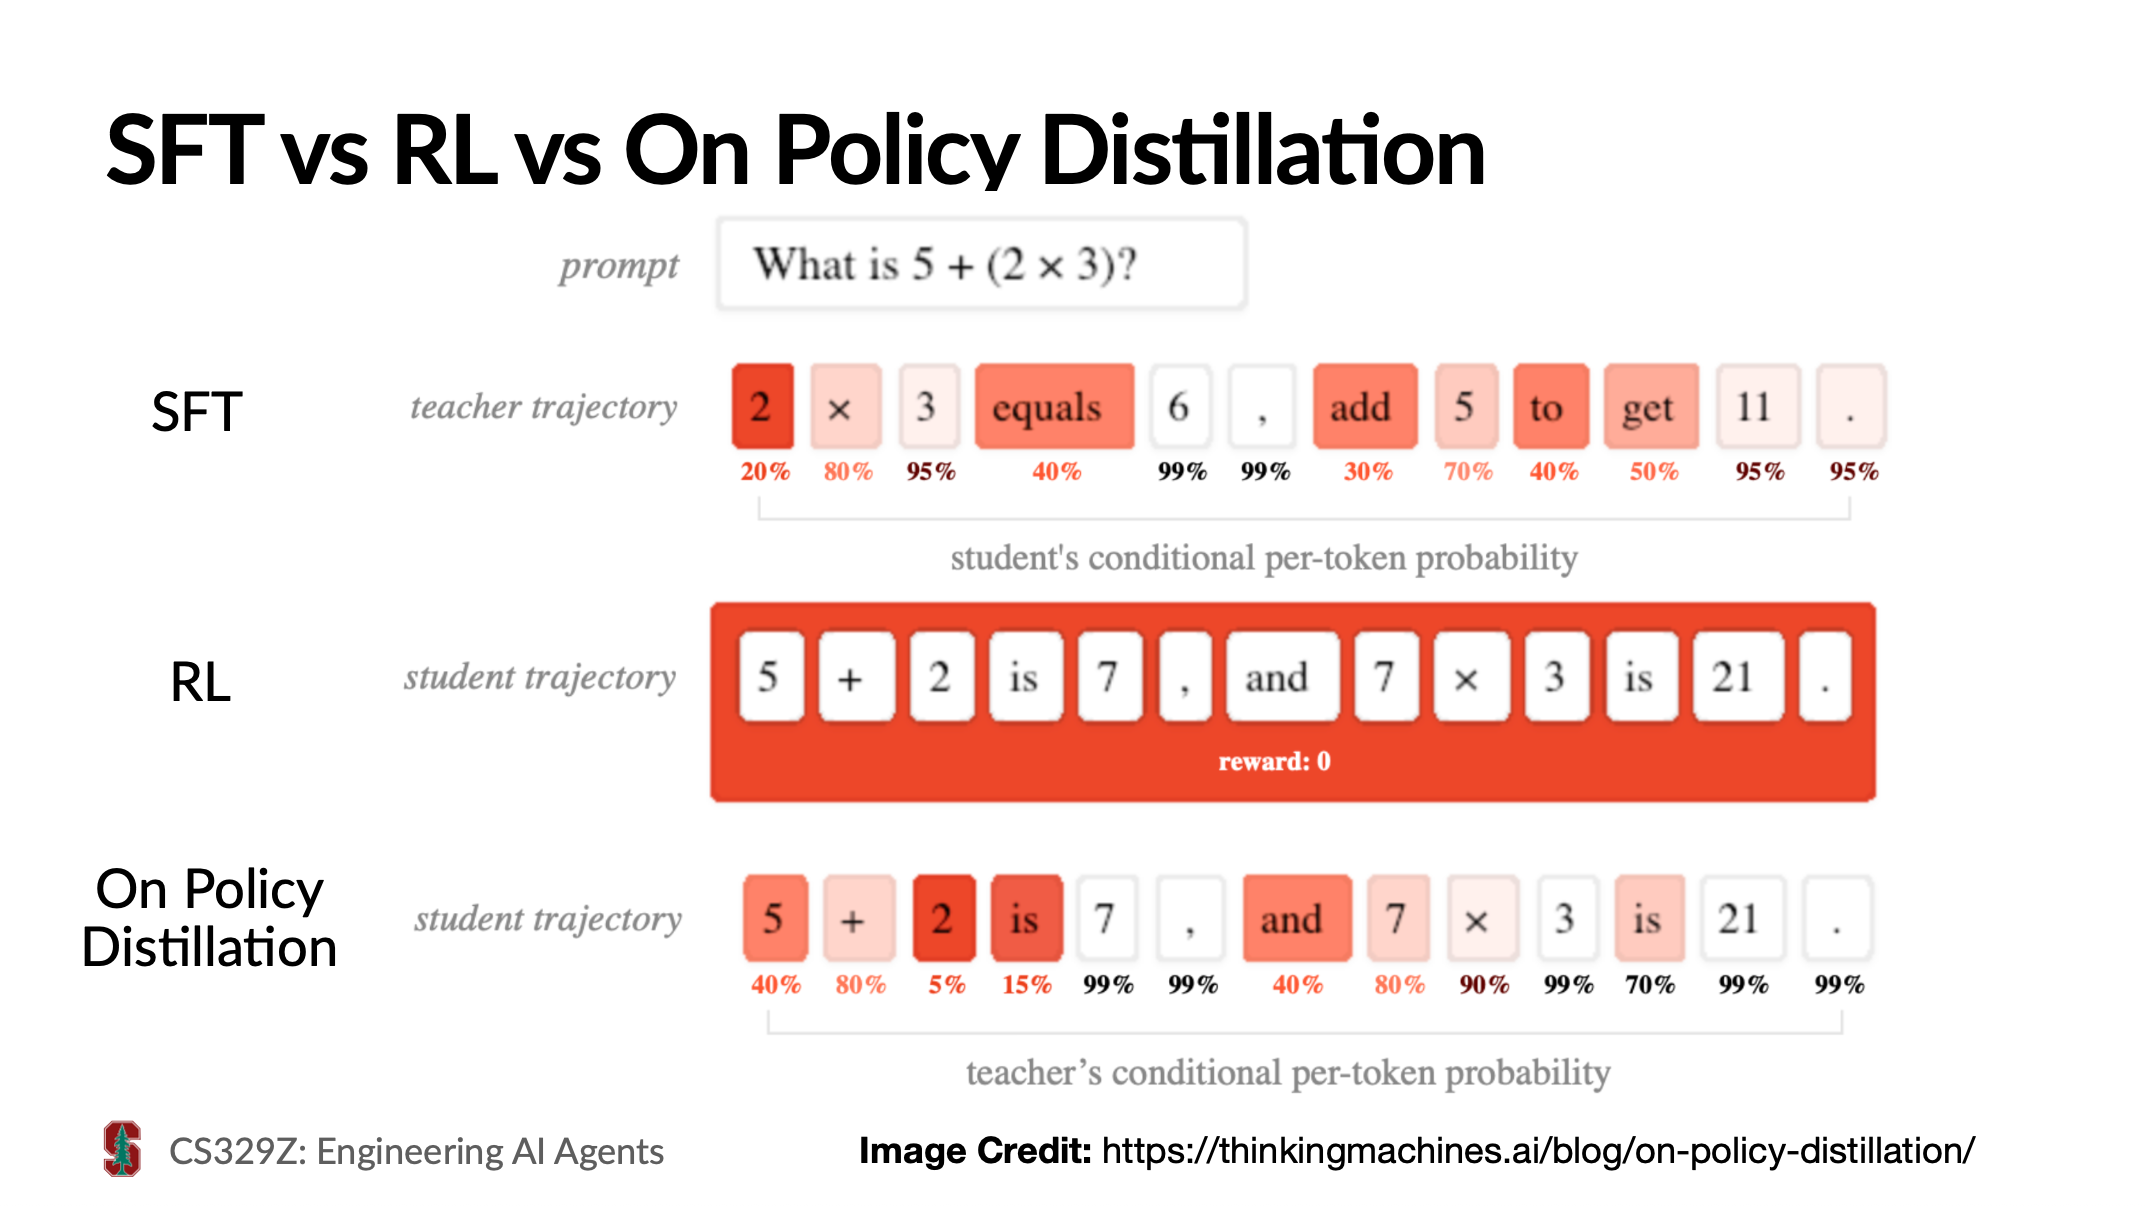 SFT vs RL vs On Policy Distillation
prompt What is 5 + (2 × 3)?
SFT teacher trajectory 2 × 3 equals 6 , add 5 to get 11 .
20% 80% 95% 40% 99% 99% 30% 70% 40% 50% 95% 95%
student's conditional per-token probability
RL student trajectory 5 + 2 is 7 , and 7 × 3 is 21 .
reward: 0
On Policy
Distillation
student trajectory 5 + 2 is 7 , and 7 × 3 is 21 .
40% 80% 5% 15% 99% 99% 40% 80% 90% 99% 70% 99% 99%
teacher’s conditional per-token probability
CS329Z: Engineering AI Agents
Image Credit: https://thinkingmachines.ai/blog/on-policy-distillation/